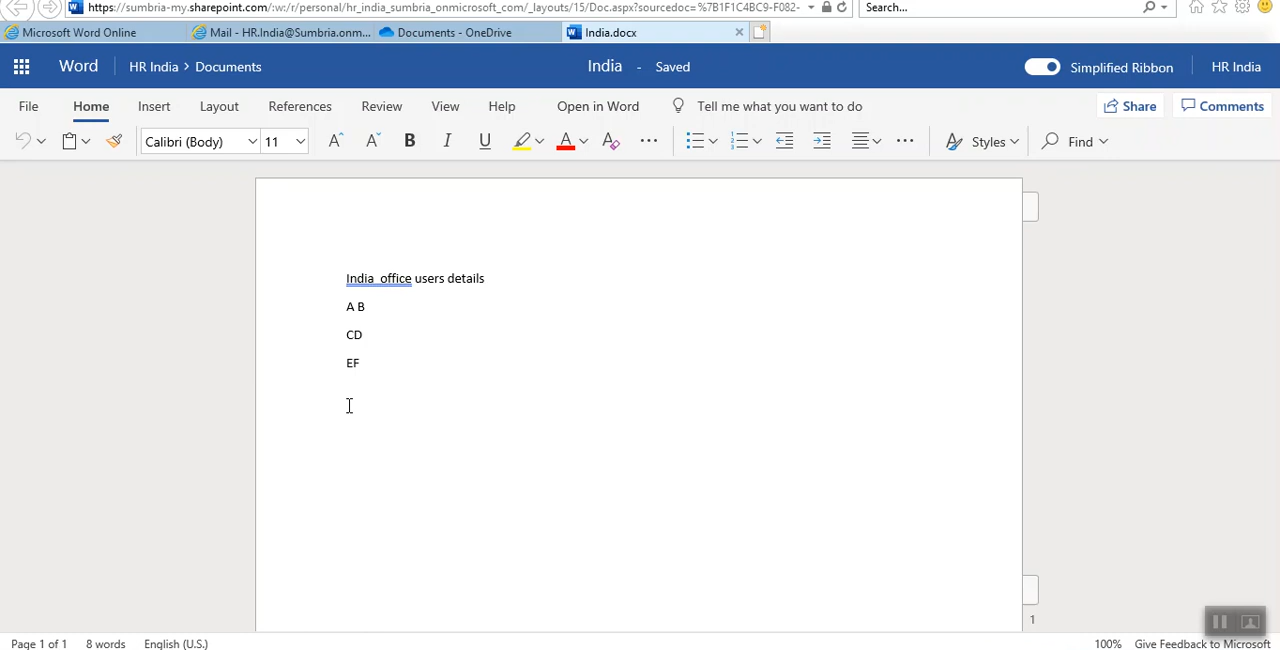 https://sumbria-my.sharepoint.com/:w:/r/personal/hr_india_sumbria_onmicrosoft_com/_layouts/15/Doc.aspx?sourcedoc=%7B1F1C4BC9-F082- Search...
Microsoft Word Online Mail - HR.India@Sumbria.onm... Documents - OneDrive India.docx
Word HR India > Documents India - Saved Simplified Ribbon HR India
File Home Insert Layout References Review View Help Open in Word Tell me what you want to do Share Comments
Calibri (Body) 11 A A B I U A A Styles Find
India  office users details
A B
CD
EF
1
Page 1 of 1 8 words English (U.S.) 100% Give Feedback to Microsoft